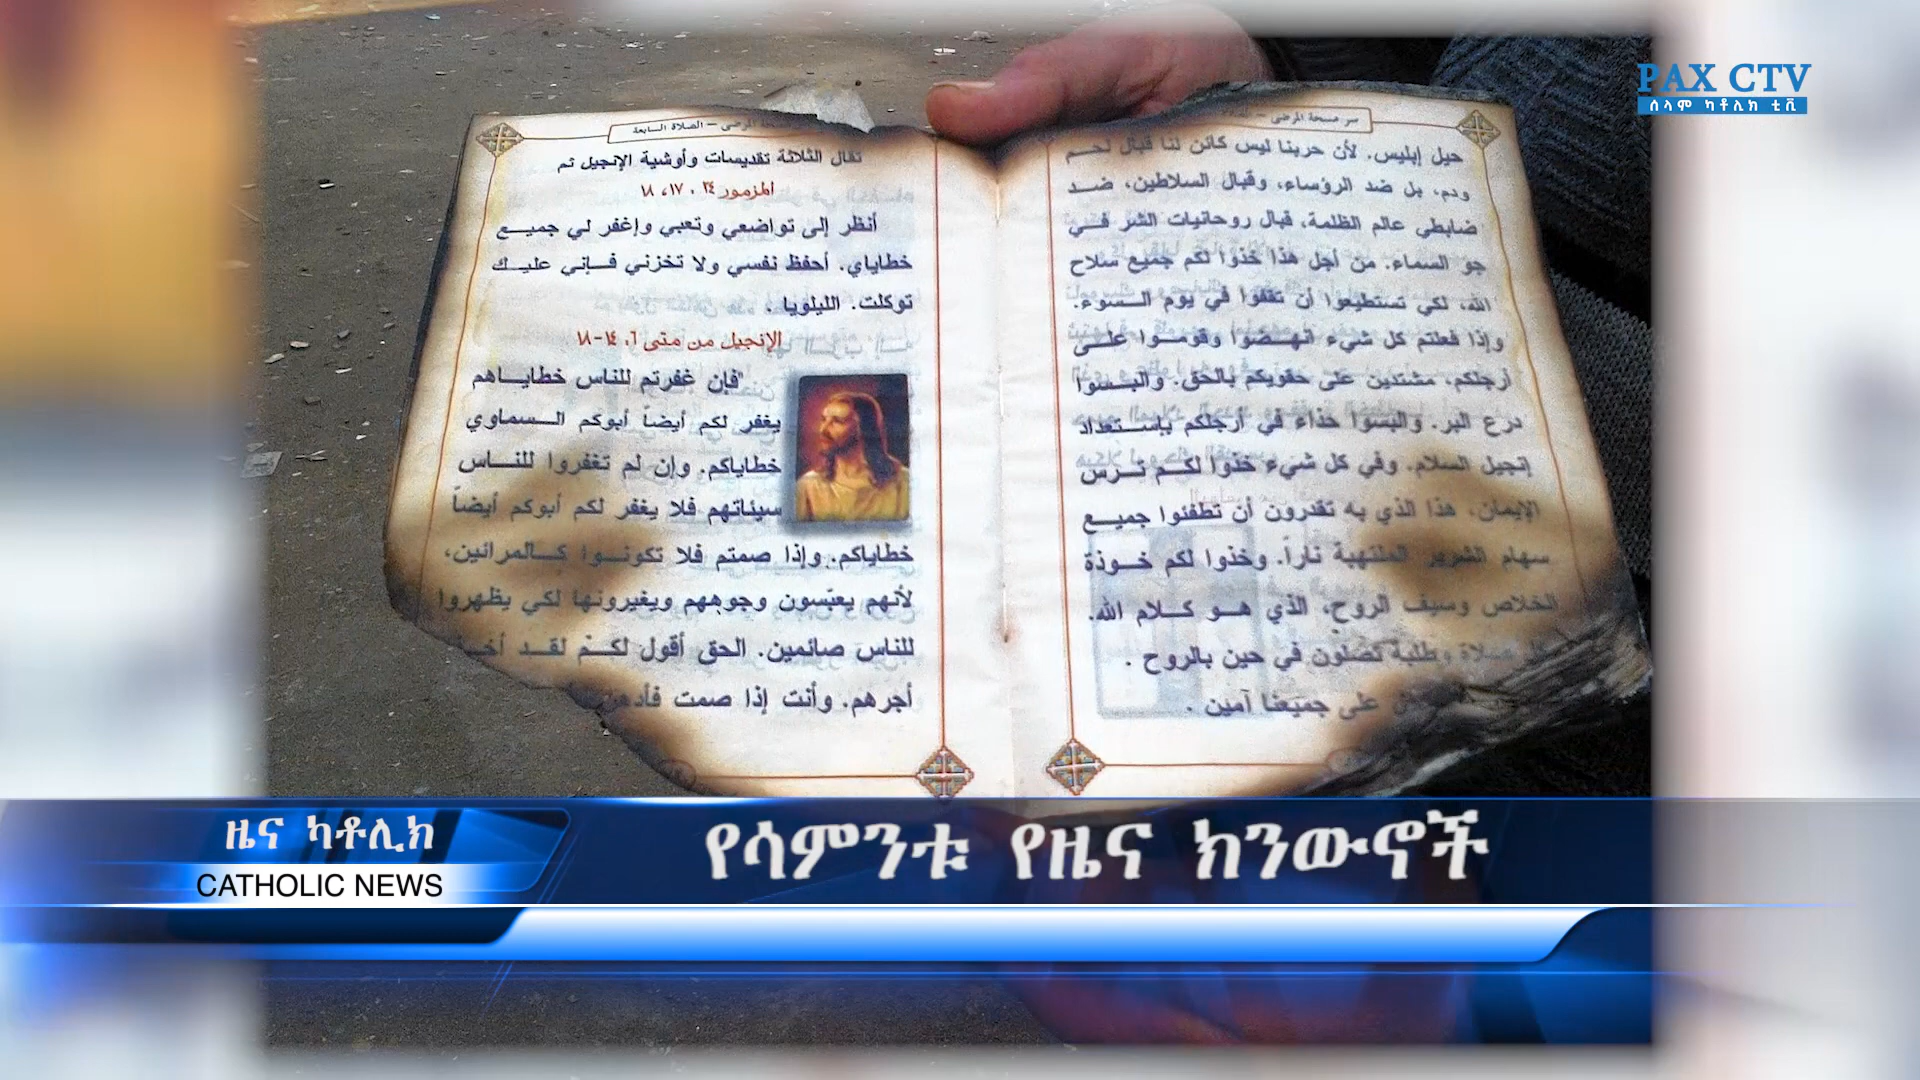 PAX CTV
ሰላም ካቶሊክ ቲቪ
سر مسحة المرضى –
حيل إبليس. لأن حربنا ليس كائن لنا قبال لحم
ودم، بل ضد الرؤساء، وقبال السلاطين، ضد
ضابطي عالم الظلمة، قبال روحانيات الشر في
جو السماء. من أجل هذا خذوا لكم جميع سلاح
الله، لكي تستطيعوا أن تقفوا في يوم السوء.
وإذا فعلتم كل شيء انهضوا وقوموا على
أرجلكم، مشتدين على حقويكم بالحق. والبسوا
درع البر. والبسوا حذاء في أرجلكم بإستعداد
إنجيل السلام. وفي كل شيء خذوا لكم ترس
الإيمان، هذا الذي به تقدرون أن تطفئوا جميع
سهام الشرير الملتهبة ناراً. وخذوا لكم خوذة
الخلاص وسيف الروح، الذي هو كلام الله.
صلاة وطلبة تصلون في حين بالروح .
على جميعنا آمين .
المرضى – الصلاة السابعة
تقال الثلاثة تقديسات وأوشية الإنجيل ثم
المزمور ٢٤ ، ١٧، ١٨
أنظر إلى تواضعي وتعبي وإغفر لي جميع
خطاياي. أحفظ نفسي ولا تخزني فإني عليك
توكلت. الليلويا .
الإنجيل من متى ٦، ١٤-١٨
"فإن غفرتم للناس خطاياهم
يغفر لكم أيضاً أبوكم السماوي
خطاياكم. وإن لم تغفروا للناس
سيئاتهم فلا يغفر لكم أبوكم أيضاً
خطاياكم. وإذا صمتم فلا تكونوا كالمرائين،
لأنهم يعبّسون وجوههم ويغيرونها لكي يظهروا
للناس صائمين. الحق أقول لكم لقد
أجرهم. وأنت إذا صمت
ዜና ካቶሊክ
CATHOLIC NEWS
የሳምንቱ የዜና ክንውኖች